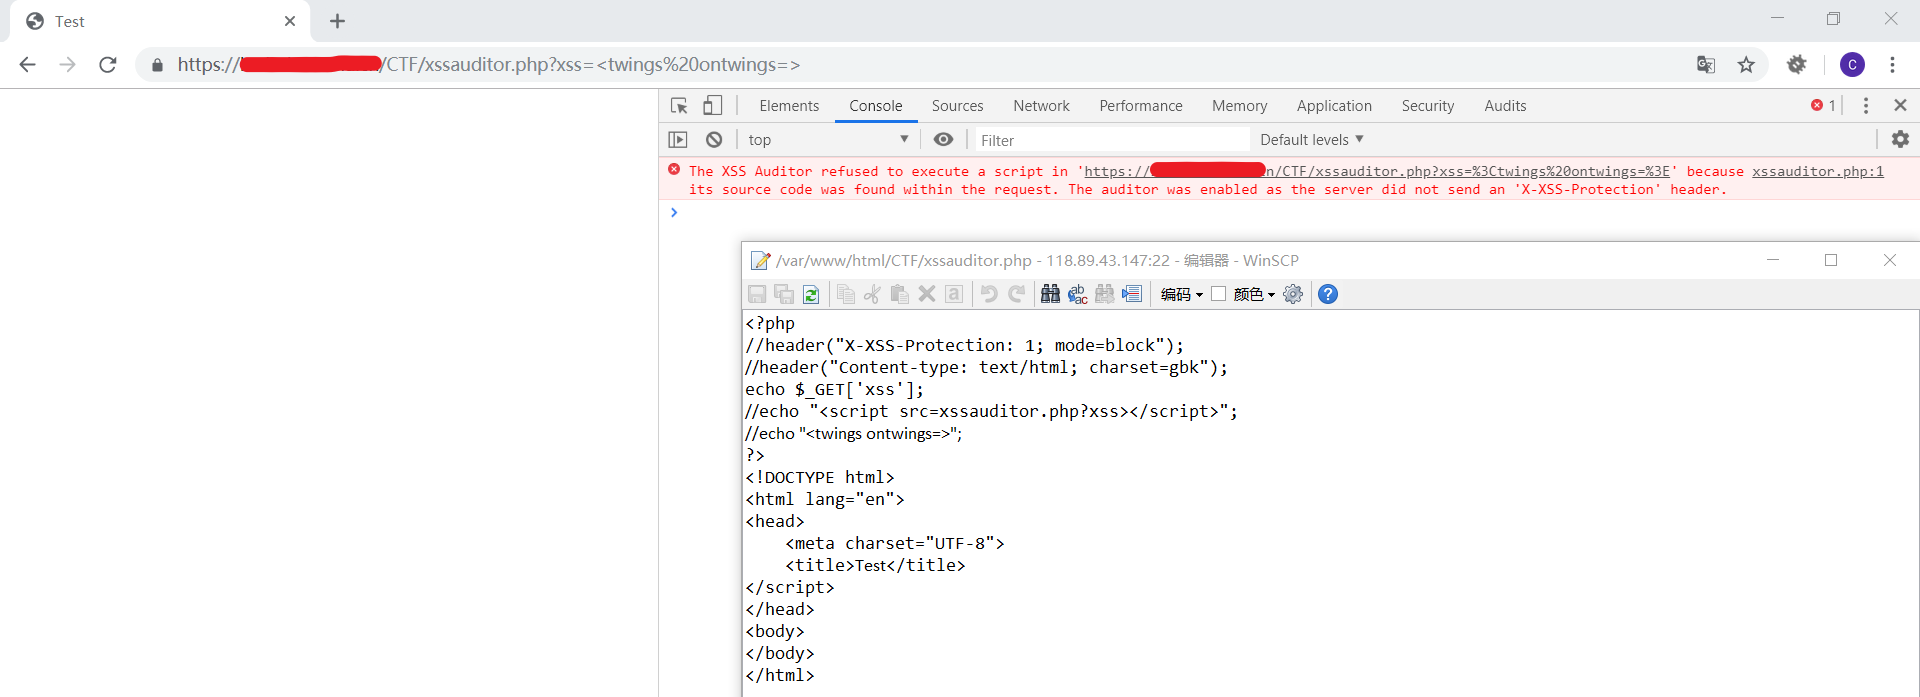 Test
https:///CTF/xssauditor.php?xss=<twings%20ontwings=>
C
Elements Console Sources Network Performance Memory Application Security Audits 1
top Filter Default levels
The XSS Auditor refused to execute a script in 'https://n/CTF/xssauditor.php?xss=%3Ctwings%20ontwings=%3E' because xssauditor.php:1
its source code was found within the request. The auditor was enabled as the server did not send an 'X-XSS-Protection' header.
/var/www/html/CTF/xssauditor.php - 118.89.43.147:22 - 编辑器 - WinSCP
编码 颜色
<?php
//header("X-XSS-Protection: 1; mode=block");
//header("Content-type: text/html; charset=gbk");
echo $_GET['xss'];
//echo "<script src=xssauditor.php?xss></script>";
//echo "<twings ontwings=>";
?>
<!DOCTYPE html>
<html lang="en">
<head>
    <meta charset="UTF-8">
    <title>Test</title>
</script>
</head>
<body>
</body>
</html>